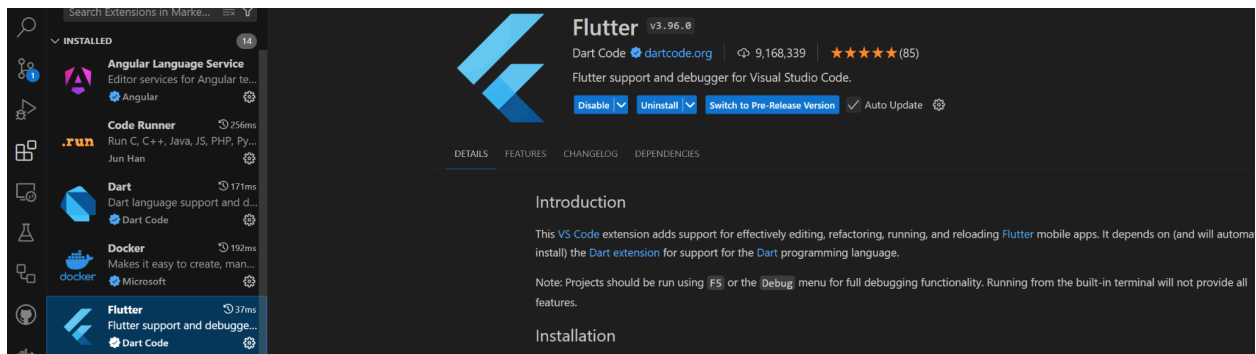 Search Extensions in Marke...
INSTALLED
14
1
Angular Language Service
Editor services for Angular te...
Angular
Code Runner
256ms
.run
Run C, C++, Java, JS, PHP, Py...
Jun Han
Dart
171ms
Dart language support and d...
Dart Code
Docker
192ms
docker
Makes it easy to create, man...
Microsoft
Flutter
37ms
Flutter support and debugge...
Dart Code
Flutter v3.96.0
Dart Code dartcode.org 9,168,339 (85)
Flutter support and debugger for Visual Studio Code.
Disable Uninstall Switch to Pre-Release Version Auto Update
DETAILS FEATURES CHANGELOG DEPENDENCIES
Introduction
This VS Code extension adds support for effectively editing, refactoring, running, and reloading Flutter mobile apps. It depends on (and will automa
install) the Dart extension for support for the Dart programming language.
Note: Projects should be run using F5 or the Debug menu for full debugging functionality. Running from the built-in terminal will not provide all
features.
Installation